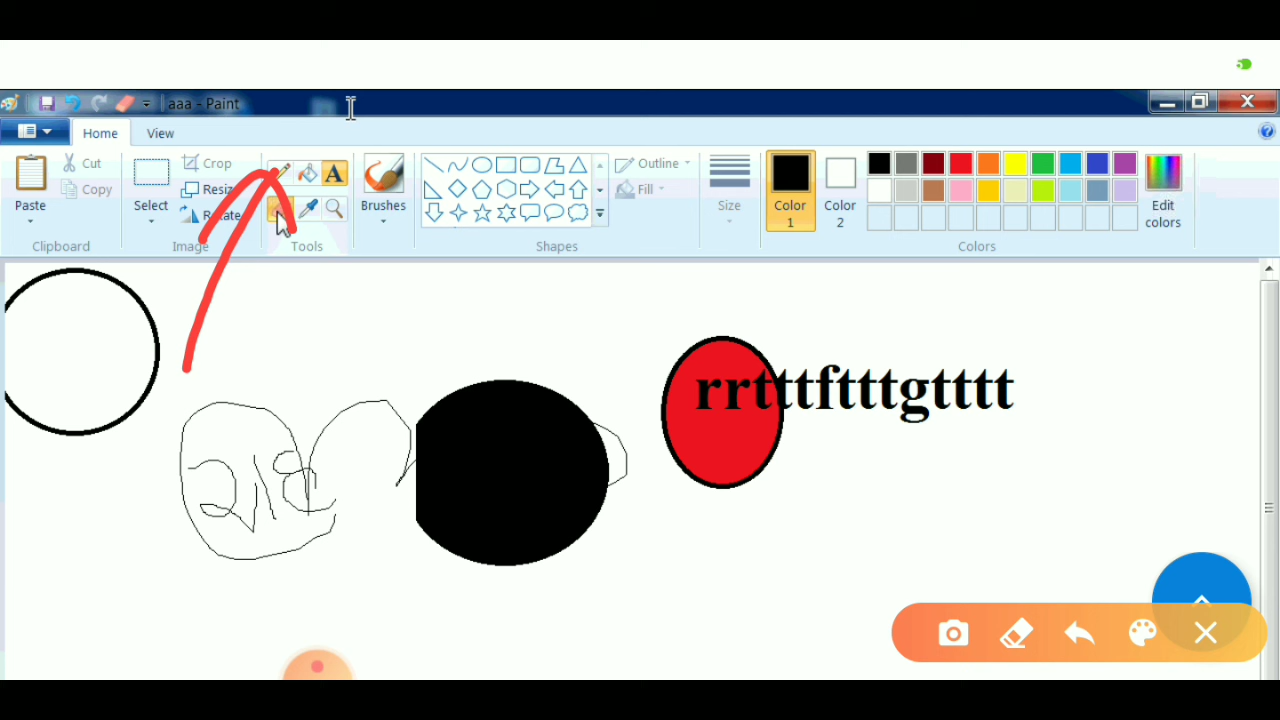 aaa - Paint
Home View
Paste
Cut
Copy
Clipboard
Select
Crop
Rotate
Image
A
Tools
Brushes
Outline
Fill
Shapes
Size
Color 1
Color 2
Edit colors
Colors
rrtttftttgtttt